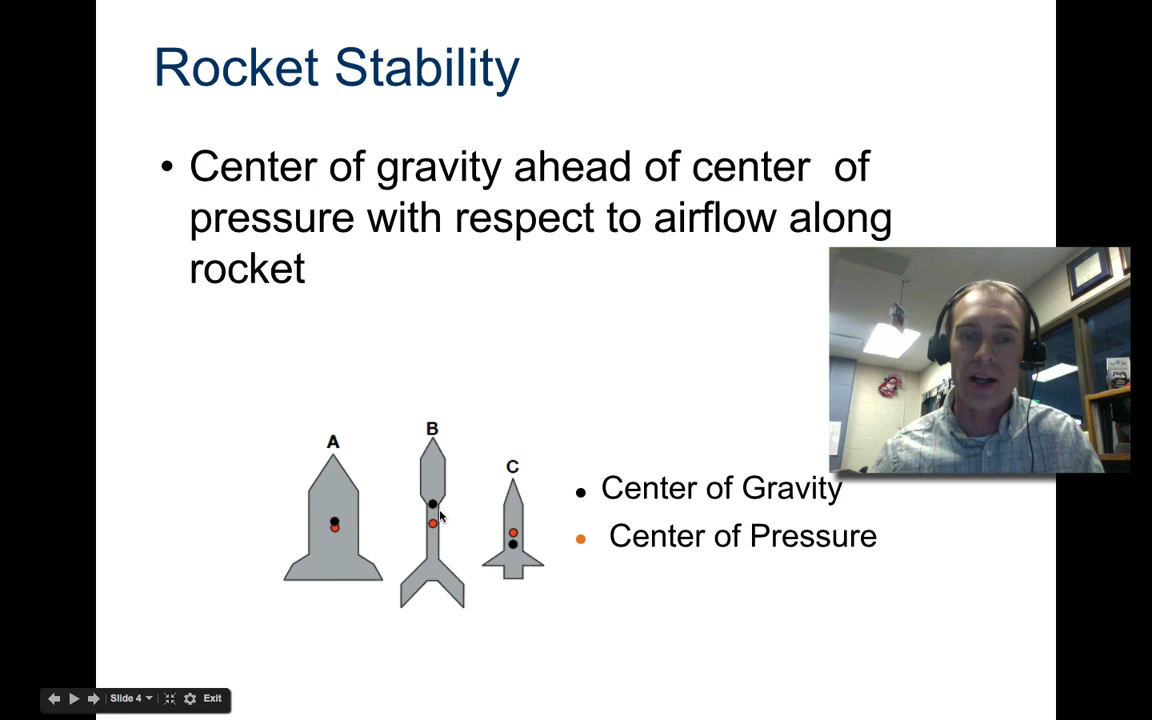 Rocket Stability
• Center of gravity ahead of center  of
pressure with respect to airflow along
rocket
A
B
C
• Center of Gravity
• Center of Pressure
Slide 4
Exit